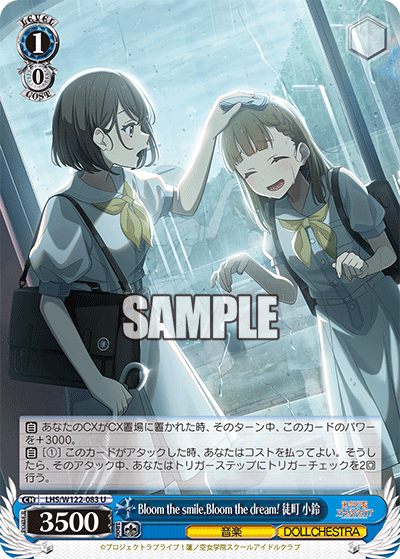 LEVEL
1
0
COST
SAMPLE
自 あなたのCXがCX置場に置かれた時、そのターン中、このカードのパワー
を+3000。
自 [⑴] このカードがアタックした時、あなたはコストを払ってよい。そうし
たら、そのアタック中、あなたはトリガーステップにトリガーチェックを2回
行う。
CH LHS/W122-083 U
Bloom the smile,Bloom the dream! 徒町 小鈴
3500
音楽
DOLLCHESTRA
©プロジェクトラブライブ!蓮ノ空女学院スクールアイドルクラブ